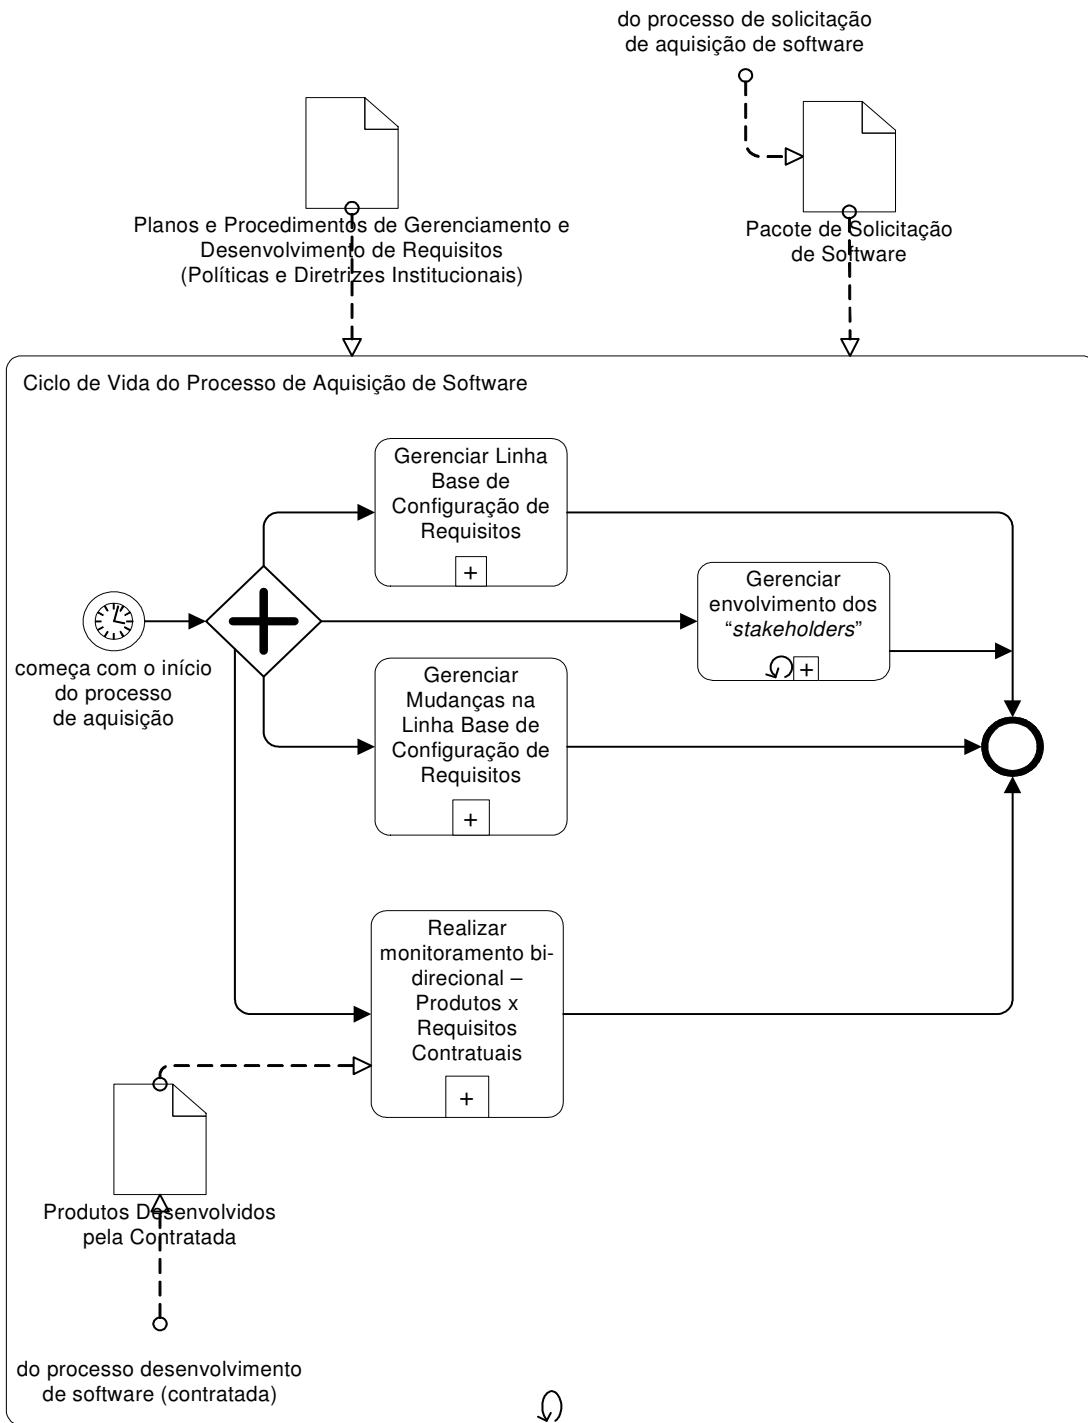 do processo de solicitação
de aquisição de software
Planos e Procedimentos de Gerenciamento e
Desenvolvimento de Requisitos
(Políticas e Diretrizes Institucionais)
Pacote de Solicitação
de Software
Ciclo de Vida do Processo de Aquisição de Software
Gerenciar Linha
Base de
Configuração de
Requisitos
+
Gerenciar
envolvimento dos
“stakeholders”
+
começa com o início
do processo
de aquisição
Gerenciar
Mudanças na
Linha Base de
Configuração de
Requisitos
+
Realizar
monitoramento bi-
direcional –
Produtos x
Requisitos
Contratuais
+
Produtos Desenvolvidos
pela Contratada
do processo desenvolvimento
de software (contratada)